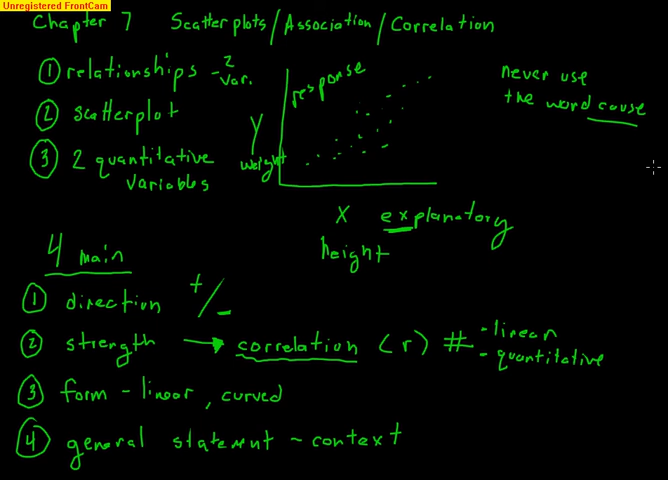 Unregistered FrontCam
Chapter 7 Scatterplots/Association/Correlation
① relationships - 2 var.
② scatterplot
③ 2 quantitative variables
response
y
weight
x explanatory
height
never use
the word cause
4 main
① direction +/-
② strength → correlation (r) # - linear
- quantitative
③ form - linear, curved
④ general statement - context